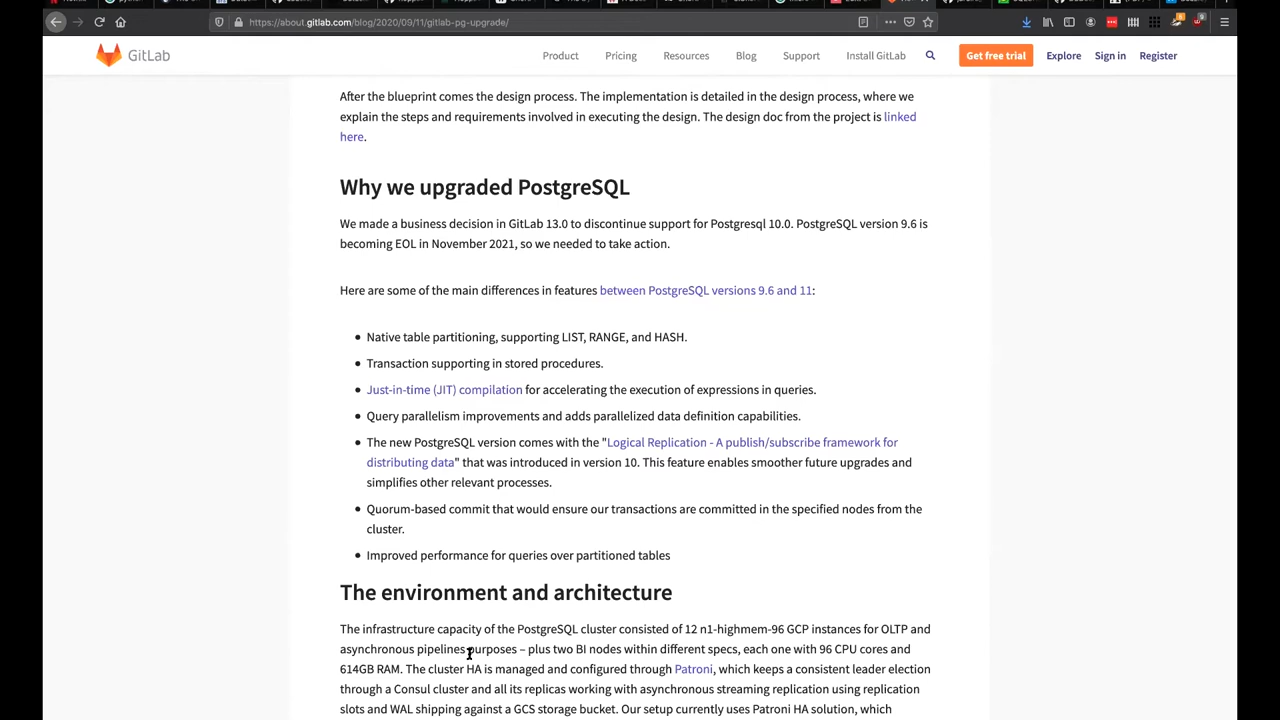 https://about.gitlab.com/blog/2020/09/11/gitlab-pg-upgrade/
GitLab
Product Pricing Resources Blog Support Install GitLab Get free trial Explore Sign in Register
After the blueprint comes the design process. The implementation is detailed in the design process, where we
explain the steps and requirements involved in executing the design. The design doc from the project is linked
here.
Why we upgraded PostgreSQL
We made a business decision in GitLab 13.0 to discontinue support for Postgresql 10.0. PostgreSQL version 9.6 is
becoming EOL in November 2021, so we needed to take action.
Here are some of the main differences in features between PostgreSQL versions 9.6 and 11:
• Native table partitioning, supporting LIST, RANGE, and HASH.
• Transaction supporting in stored procedures.
• Just-in-time (JIT) compilation for accelerating the execution of expressions in queries.
• Query parallelism improvements and adds parallelized data definition capabilities.
• The new PostgreSQL version comes with the "Logical Replication - A publish/subscribe framework for
distributing data" that was introduced in version 10. This feature enables smoother future upgrades and
simplifies other relevant processes.
• Quorum-based commit that would ensure our transactions are committed in the specified nodes from the
cluster.
• Improved performance for queries over partitioned tables
The environment and architecture
The infrastructure capacity of the PostgreSQL cluster consisted of 12 n1-highmem-96 GCP instances for OLTP and
asynchronous pipelines purposes – plus two BI nodes within different specs, each one with 96 CPU cores and
614GB RAM. The cluster HA is managed and configured through Patroni, which keeps a consistent leader election
through a Consul cluster and all its replicas working with asynchronous streaming replication using replication
slots and WAL shipping against a GCS storage bucket. Our setup currently uses Patroni HA solution, which